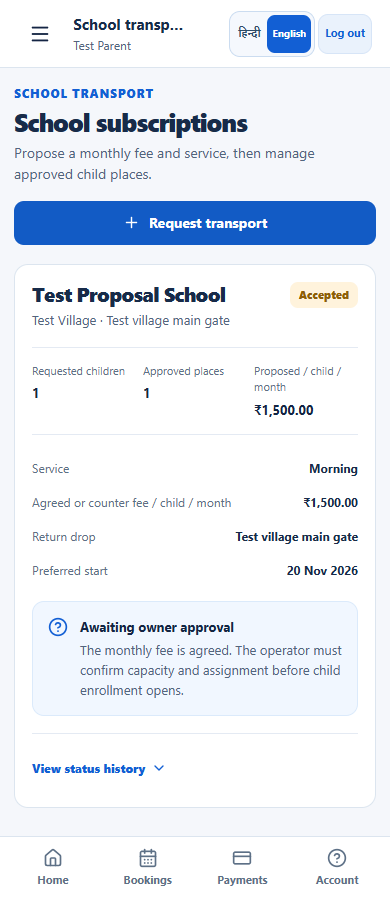 School transp...
Test Parent
हिन्दी
English
Log out
SCHOOL TRANSPORT
School subscriptions
Propose a monthly fee and service, then manage
approved child places.
+ Request transport
Test Proposal School
Accepted
Test Village · Test village main gate
Requested children
1
Approved places
1
Proposed / child /
month
₹1,500.00
Service
Morning
Agreed or counter fee / child / month
₹1,500.00
Return drop
Test village main gate
Preferred start
20 Nov 2026
Awaiting owner approval
The monthly fee is agreed. The operator must
confirm capacity and assignment before child
enrollment opens.
View status history
Home
Bookings
Payments
Account